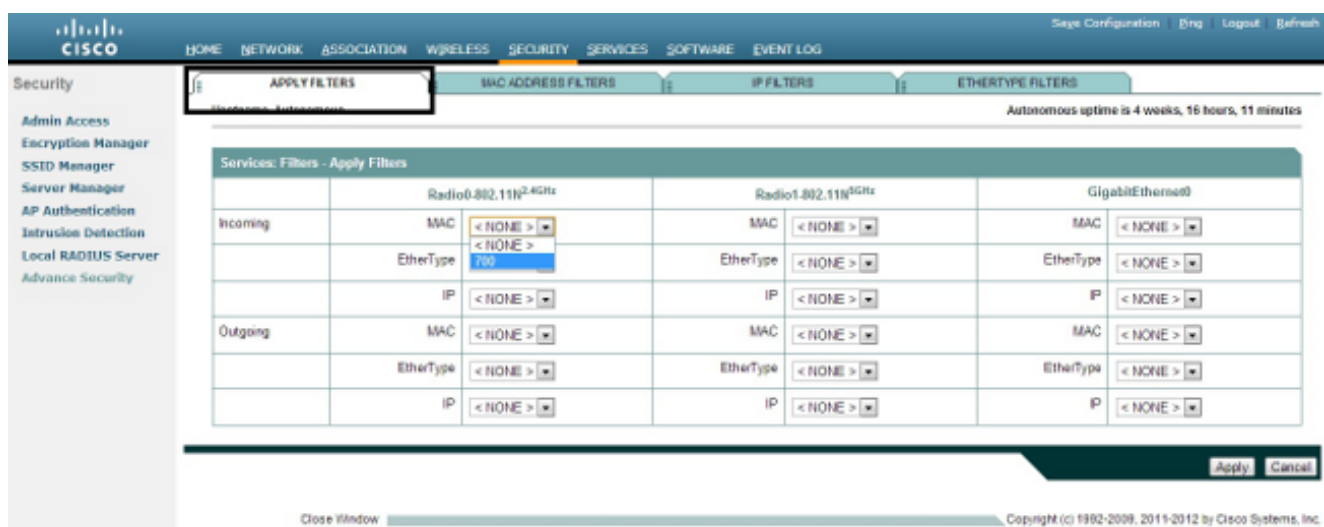 Save Configuration | Ping | Logout | Refresh
CISCO
HOME NETWORK ASSOCIATION WIRELESS SECURITY SERVICES SOFTWARE EVENT LOG
Security
APPLY FILTERS MAC ADDRESS FILTERS IP FILTERS ETHERTYPE FILTERS
Hostname Autonomous
Autonomous uptime is 4 weeks, 16 hours, 11 minutes
Admin Access
Encryption Manager
SSID Manager
Server Manager
AP Authentication
Intrusion Detection
Local RADIUS Server
Advance Security
Services: Filters - Apply Filters
Radio0-802.11N2.4GHz Radio1-802.11N5GHz GigabitEthernet0
Incoming MAC < NONE > MAC < NONE > MAC < NONE >
< NONE >
700
EtherType EtherType < NONE > EtherType < NONE >
IP < NONE > IP < NONE > IP < NONE >
Outgoing MAC < NONE > MAC < NONE > MAC < NONE >
EtherType < NONE > EtherType < NONE > EtherType < NONE >
IP < NONE > IP < NONE > IP < NONE >
Apply Cancel
Close Window
Copyright (c) 1992-2009, 2011-2012 by Cisco Systems, Inc.